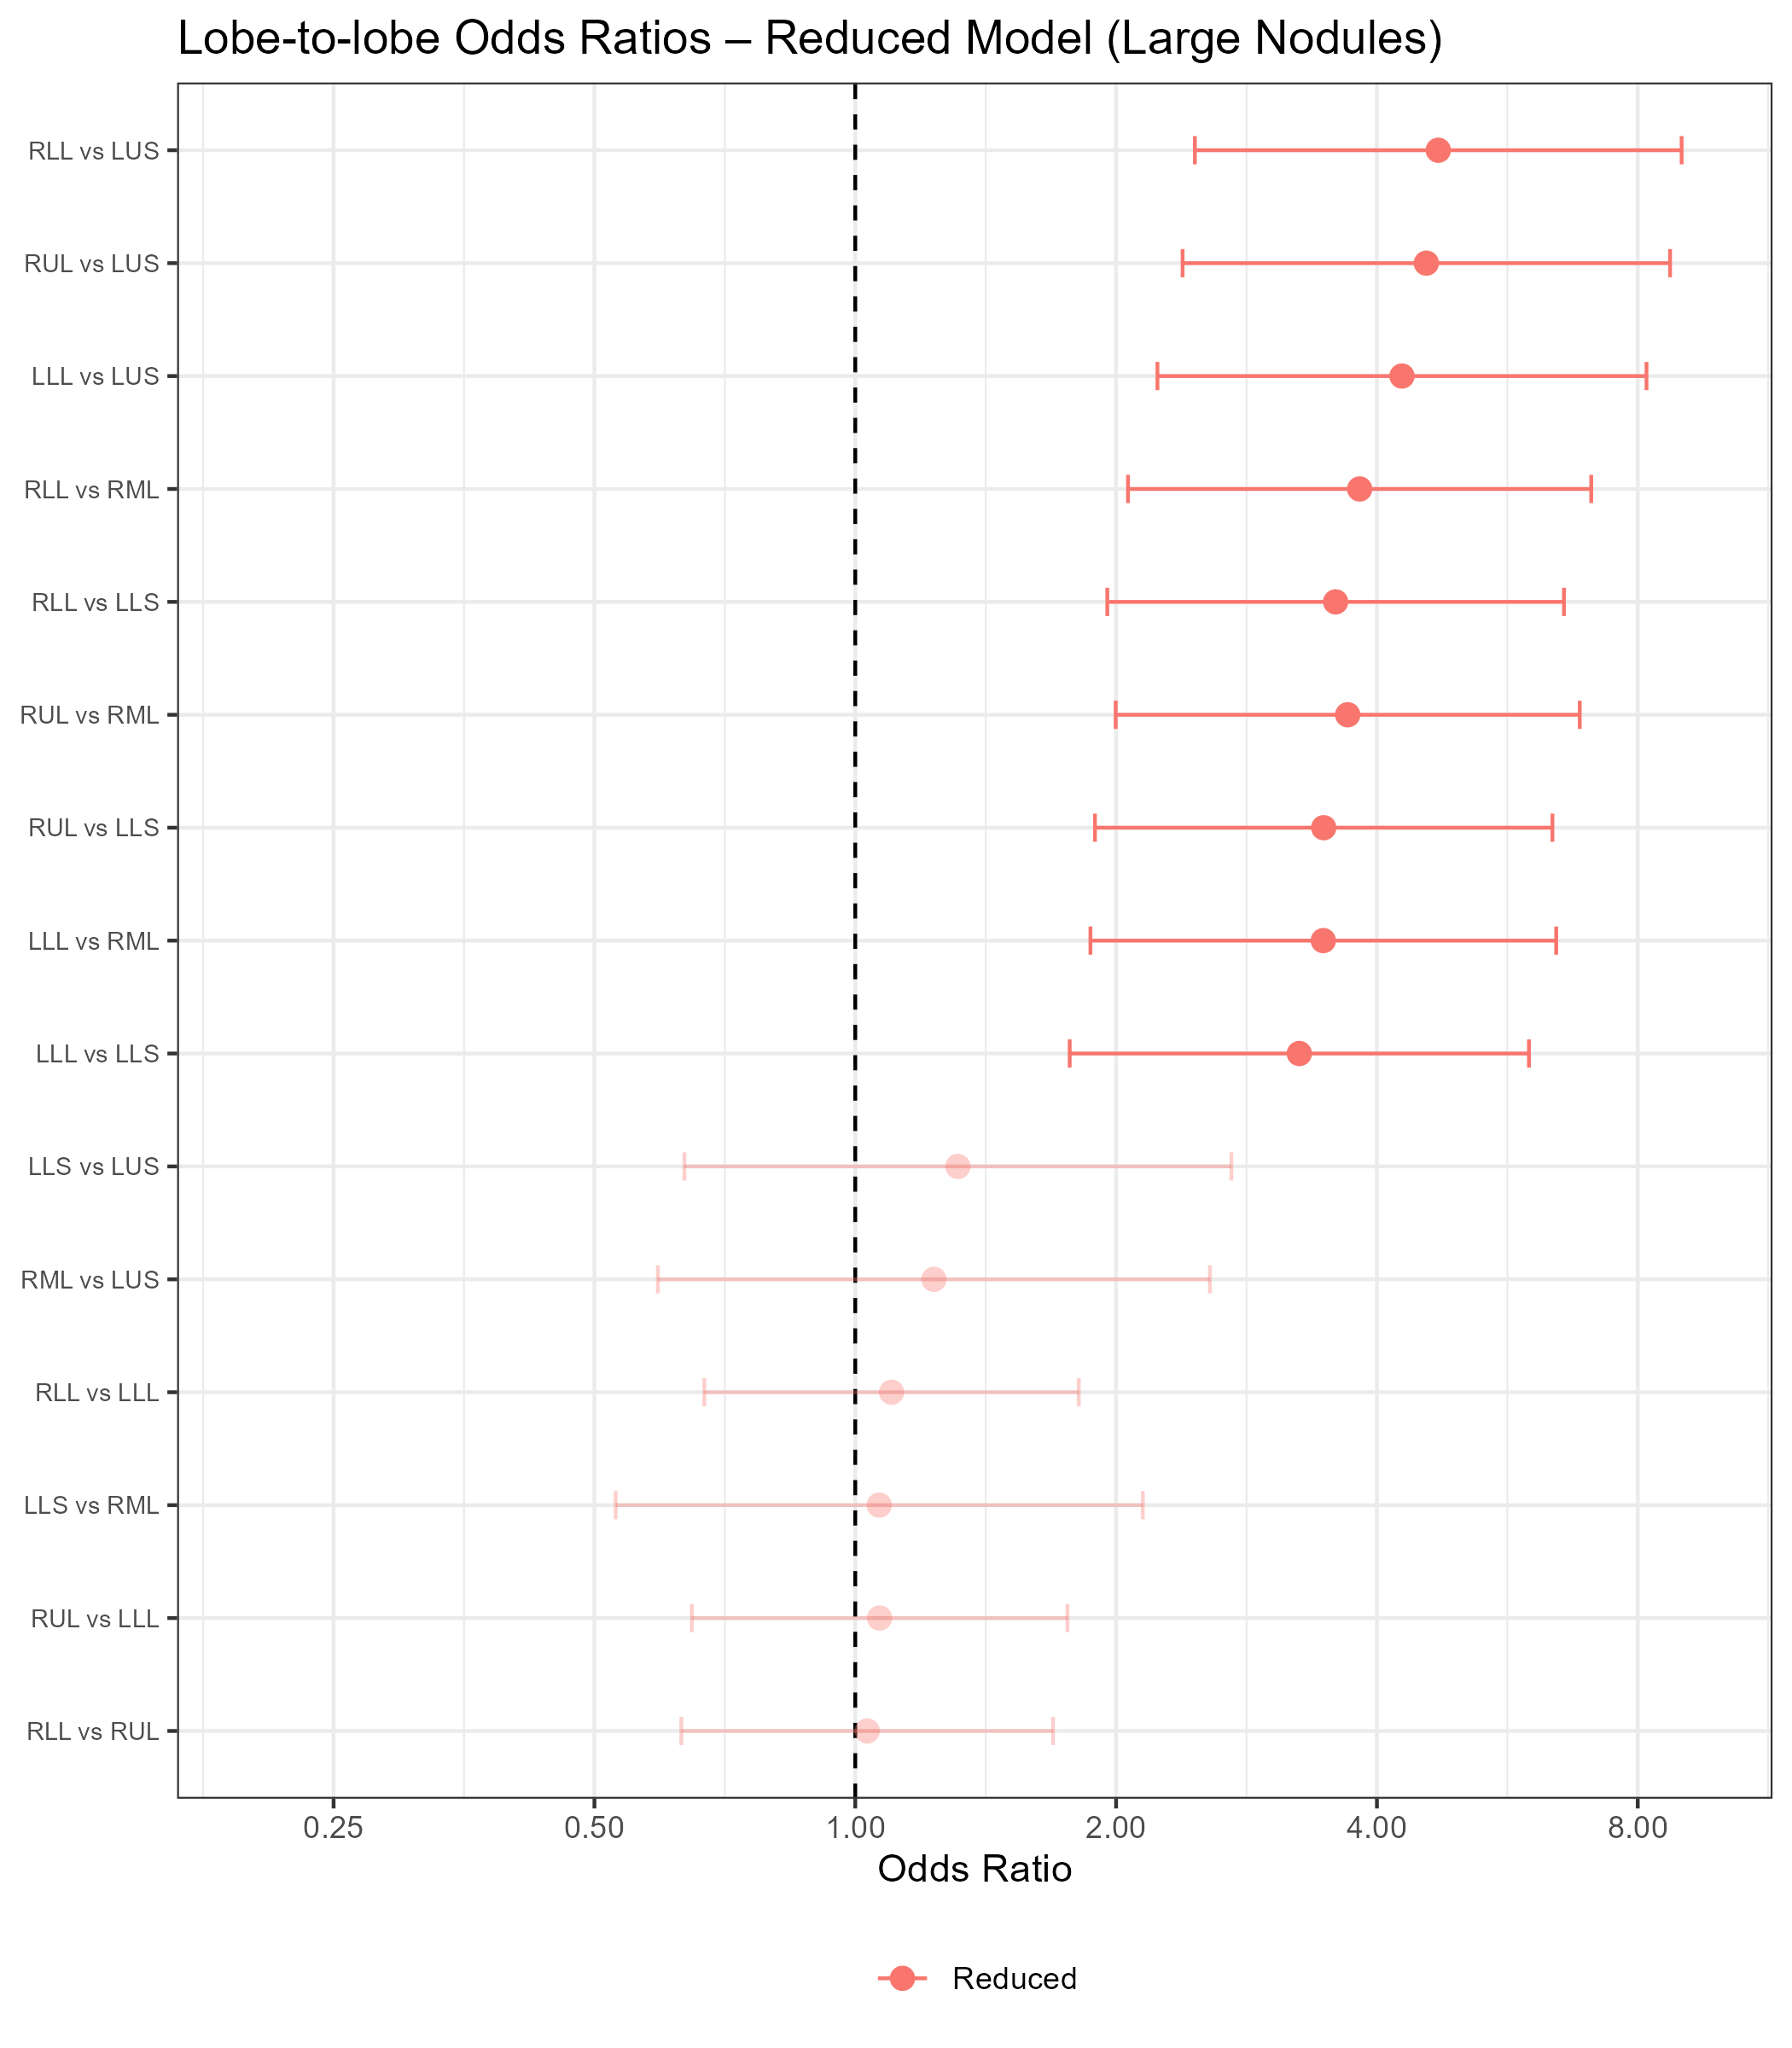 Lobe-to-lobe Odds Ratios – Reduced Model (Large Nodules)
RLL vs LUS
RUL vs LUS
LLL vs LUS
RLL vs RML
RLL vs LLS
RUL vs RML
RUL vs LLS
LLL vs RML
LLL vs LLS
LLS vs LUS
RML vs LUS
RLL vs LLL
LLS vs RML
RUL vs LLL
RLL vs RUL
0.25 0.50 1.00 2.00 4.00 8.00
Odds Ratio
Reduced